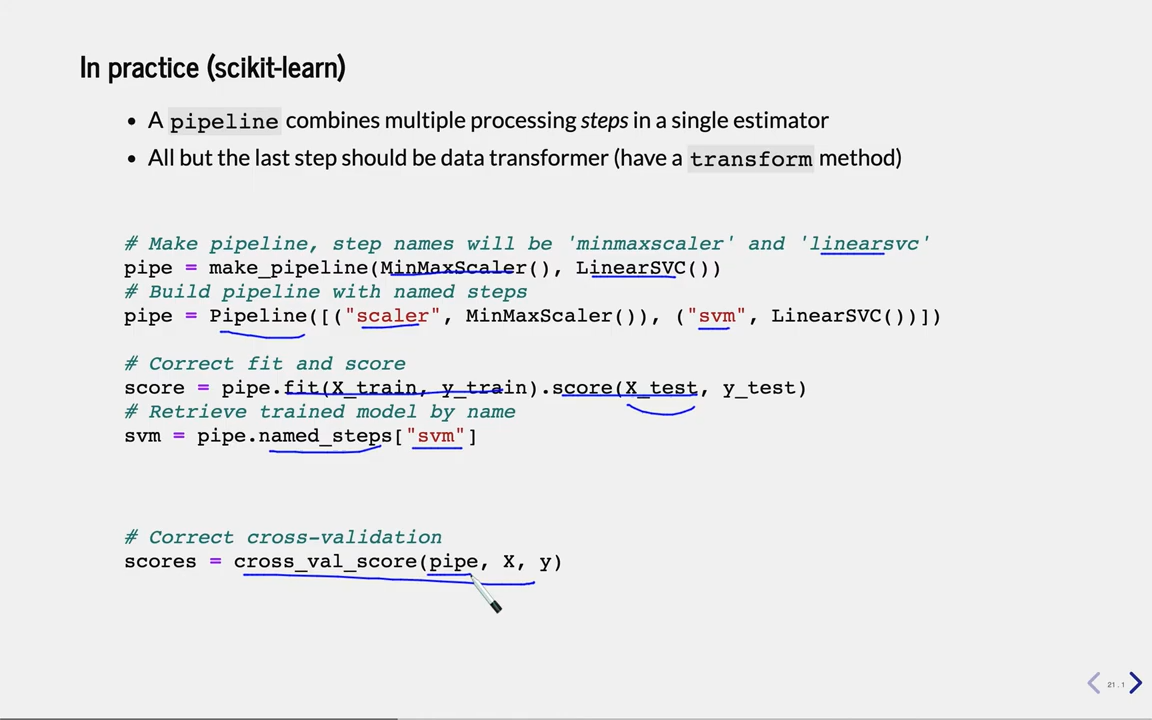 In practice (scikit-learn)
• A pipeline combines multiple processing steps in a single estimator
• All but the last step should be data transformer (have a transform method)
# Make pipeline, step names will be 'minmaxscaler' and 'linearsvc'
pipe = make_pipeline(MinMaxScaler(), LinearSVC())
# Build pipeline with named steps
pipe = Pipeline([("scaler", MinMaxScaler()), ("svm", LinearSVC())])
# Correct fit and score
score = pipe.fit(X_train, y_train).score(X_test, y_test)
# Retrieve trained model by name
svm = pipe.named_steps["svm"]
# Correct cross-validation
scores = cross_val_score(pipe, X, y)
21.1